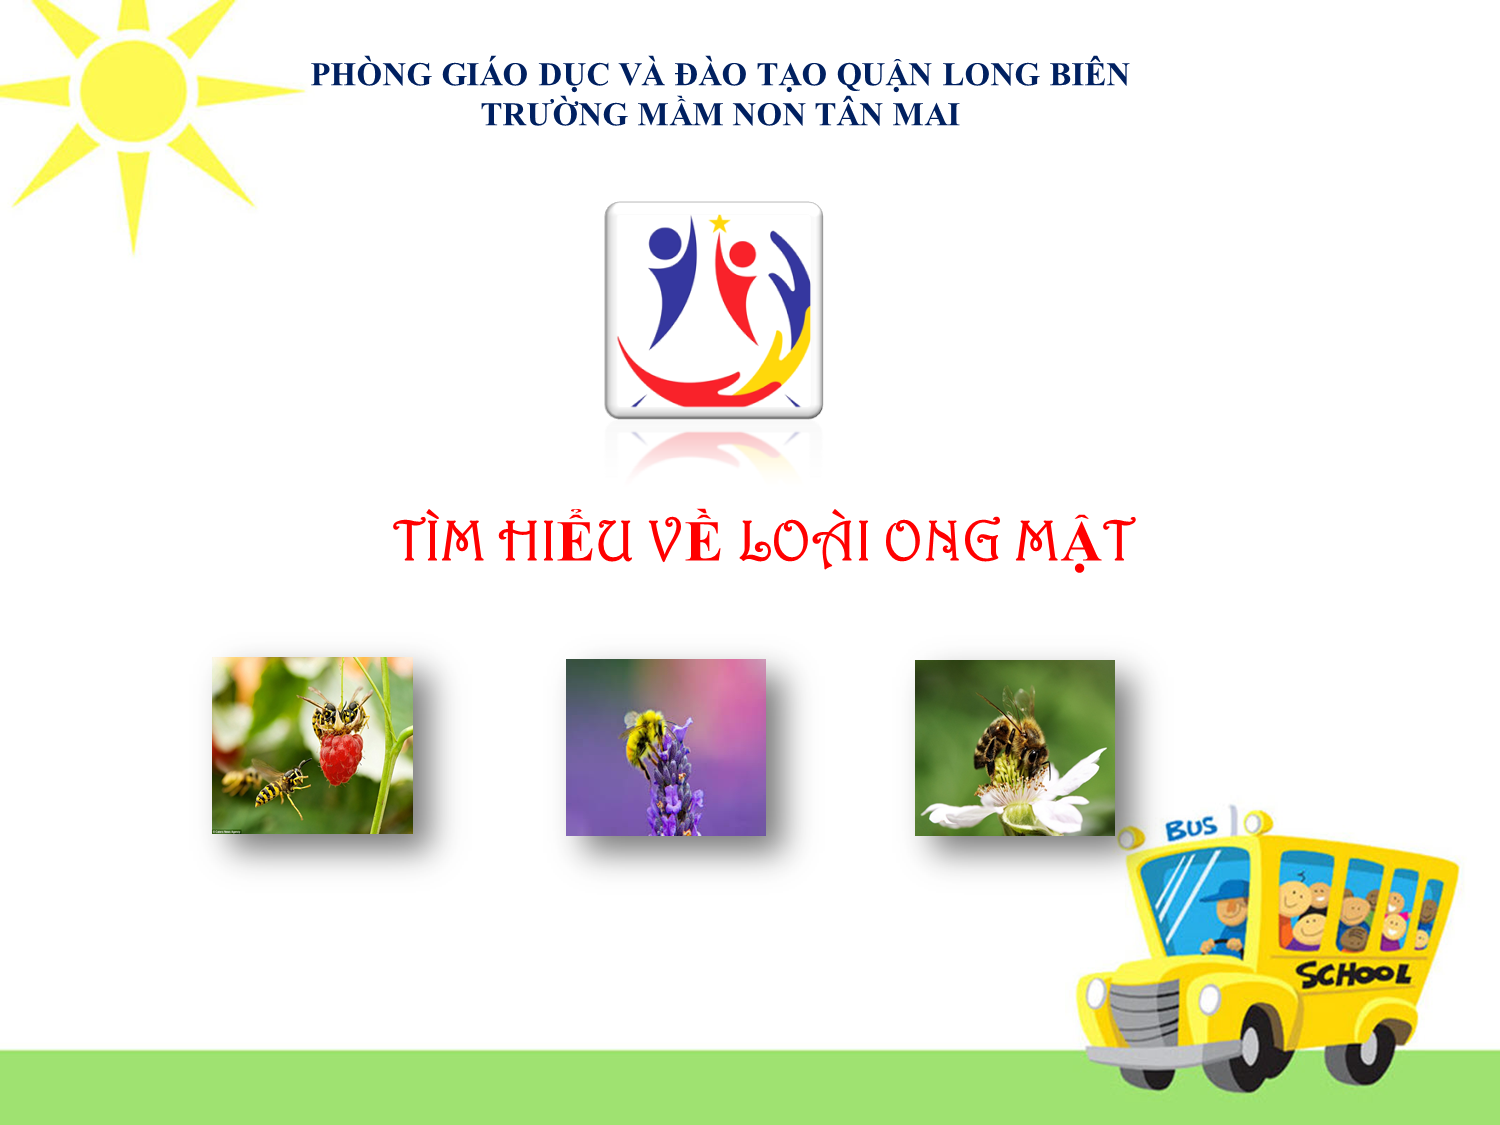 PHÒNG GIÁO DỤC VÀ ĐÀO TẠO QUẬN LONG BIÊN
TRƯỜNG MẦM NON TÂN MAI
TÌM HIỂU VỀ LOÀI ONG MẬT
BUS
SCHOOL